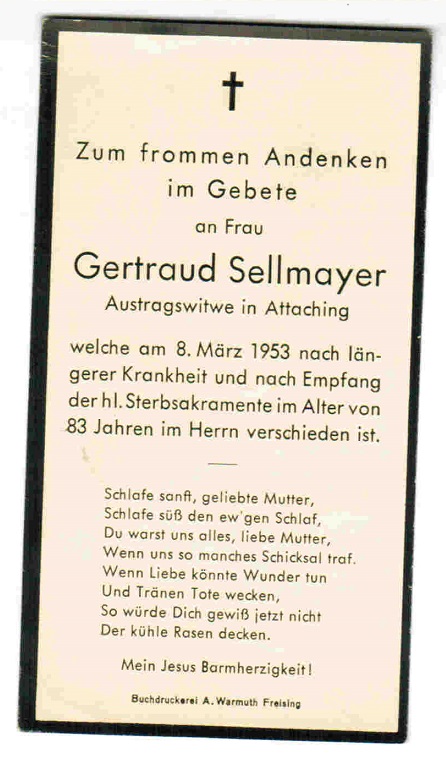 Zum frommen Andenken
im Gebete
an Frau
Gertraud Sellmayer
Austragswitwe in Attaching
welche am 8. März 1953 nach län-
gerer Krankheit und nach Empfang
der hl. Sterbsakramente im Alter von
83 Jahren im Herrn verschieden ist.
Schlafe sanft, geliebte Mutter,
Schlafe süß den ew'gen Schlaf,
Du warst uns alles, liebe Mutter,
Wenn uns so manches Schicksal traf.
Wenn Liebe könnte Wunder tun
Und Tränen Tote wecken,
So würde Dich gewiß jetzt nicht
Der kühle Rasen decken.
Mein Jesus Barmherzigkeit!
Buchdruckerei A. Warmuth Freising